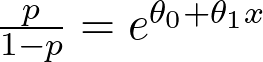 p/(1−p) = e^{θ₀+θ₁x}